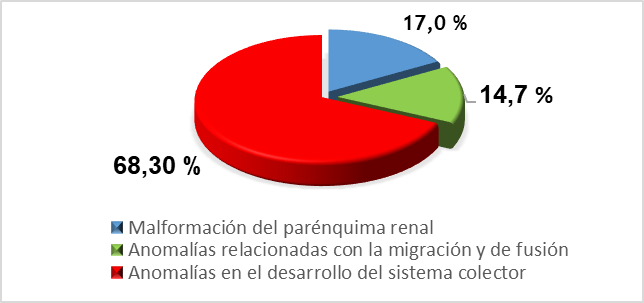 17,0 %
14,7 %
68,30 %
Malformación del parénquima renal
Anomalías relacionadas con la migración y de fusión
Anomalías en el desarrollo del sistema colector